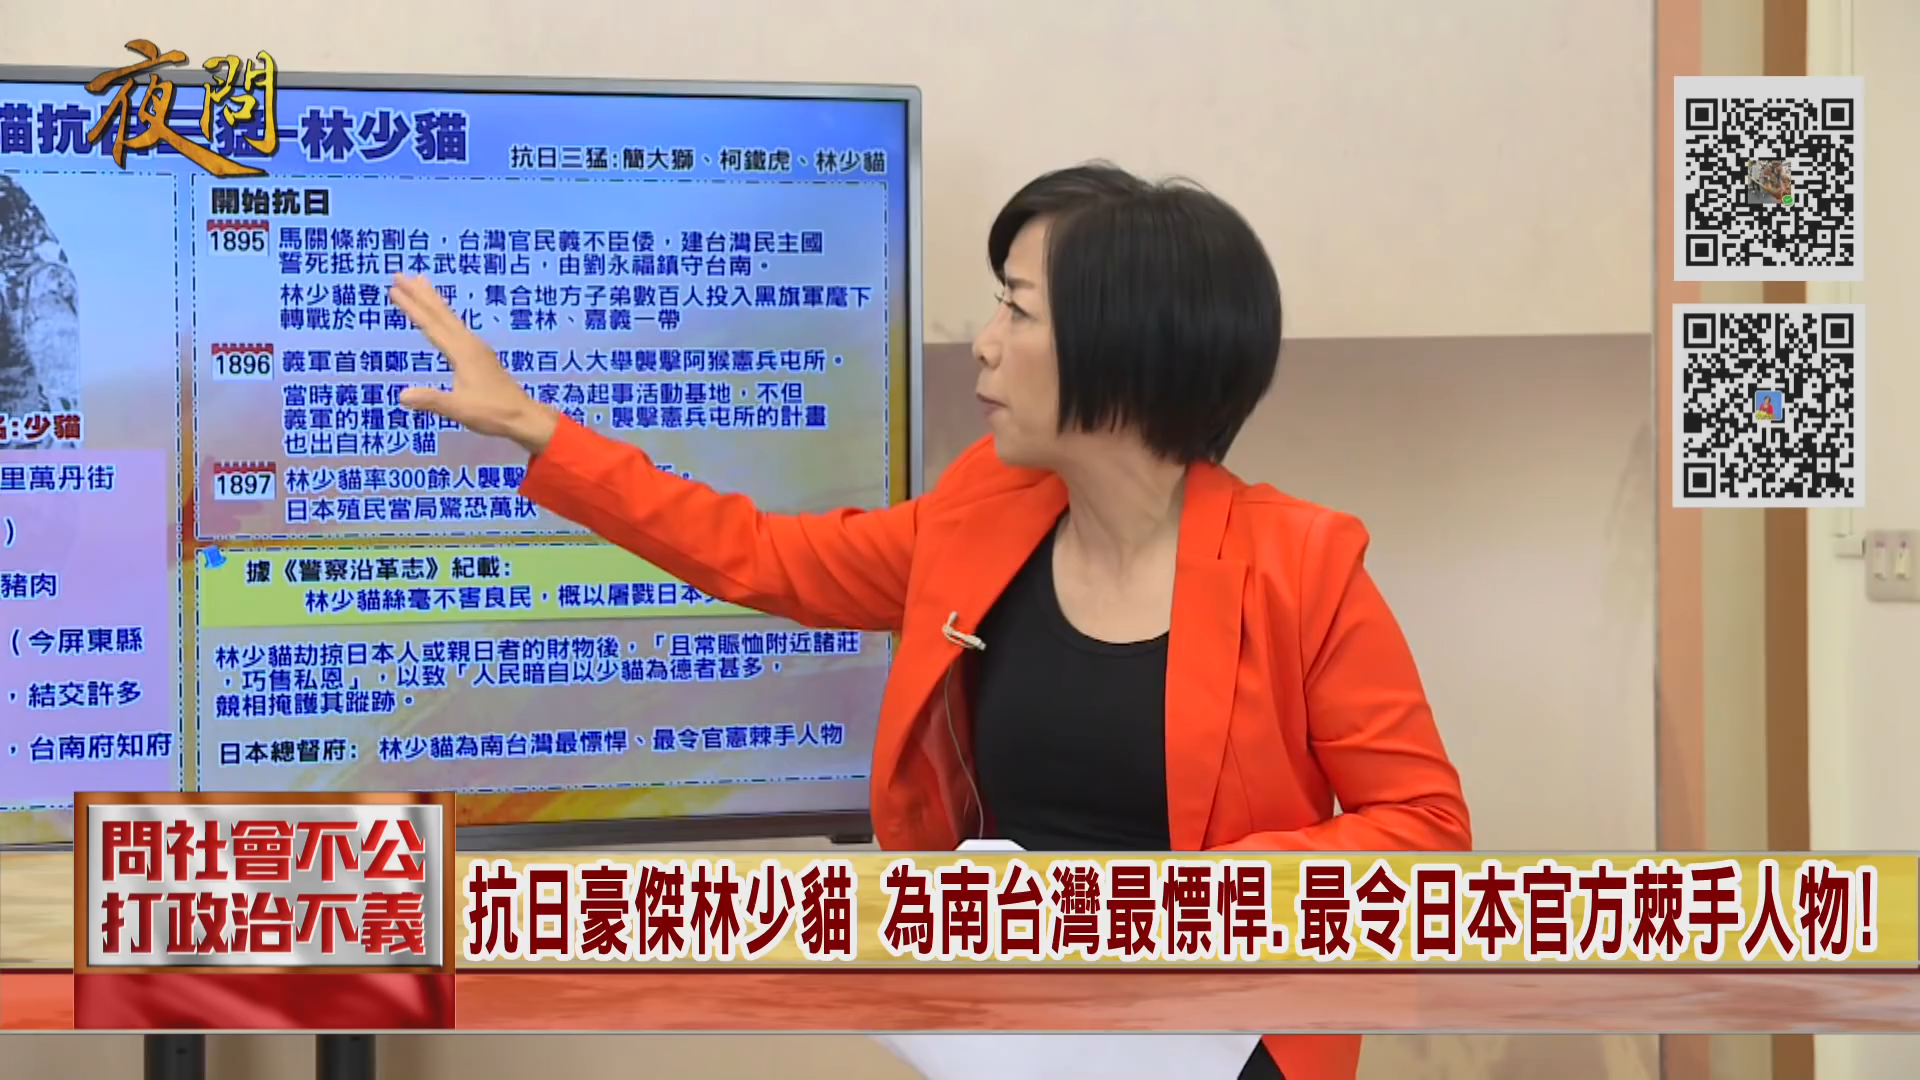 夜問
貓抗日三猛-林少貓
抗日三猛:簡大獅、柯鐵虎、林少貓
開始抗日
1895 馬關條約割台，台灣官民義不臣倭，建台灣民主國
誓死抵抗日本武裝割占，由劉永福鎮守台南。
林少貓登高 呼，集合地方子弟數百人投入黑旗軍麾下
轉戰於中南 化、雲林、嘉義一帶
1896 義軍首領鄭吉生 數百人大舉襲擊阿猴憲兵屯所。
當時義軍便 家為起事活動基地，不但
義軍的糧食都由 給，襲擊憲兵屯所的計畫
也出自林少貓
1897 林少貓率300餘人襲擊 。
日本殖民當局驚恐萬狀
據《警察沿革志》紀載:
林少貓絲毫不害良民，概以屠戮日本
林少貓劫掠日本人或親日者的財物後，「且常賑恤附近諸莊
，巧售私恩」，以致「人民暗自以少貓為德者甚多，
競相掩護其蹤跡。
日本總督府: 林少貓為南台灣最慓悍、最令官憲棘手人物
:少貓
里萬丹街
)
豬肉
(今屏東縣
，結交許多
，台南府知府
問社會不公
打政治不義
抗日豪傑林少貓 為南台灣最慓悍.最令日本官方棘手人物!